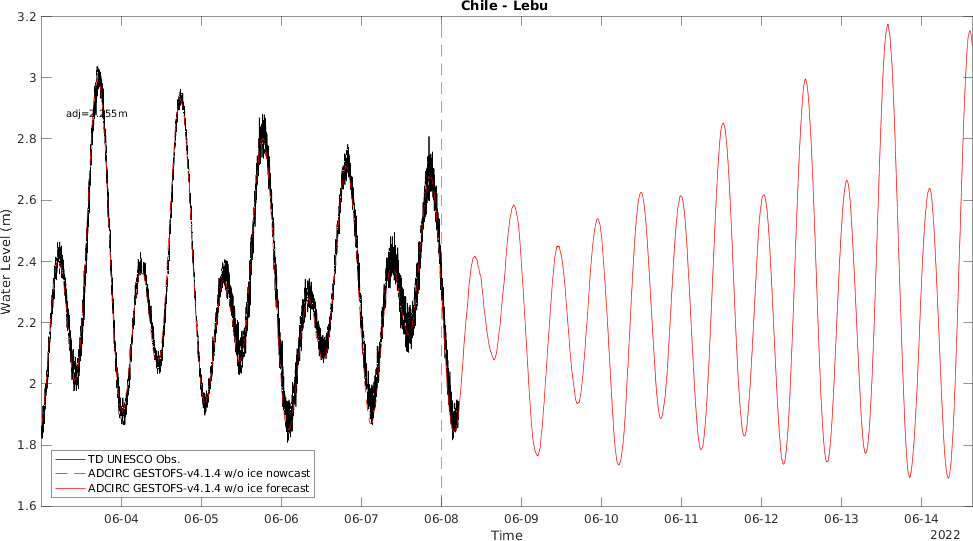 Chile - Lebu
3.2
3
2.8
2.6
2.4
2.2
2
1.8
1.6
Water Level (m)
adj=2.255m
TD UNESCO Obs.
ADCIRC GESTOFS-v4.1.4 w/o ice nowcast
ADCIRC GESTOFS-v4.1.4 w/o ice forecast
06-04 06-05 06-06 06-07 06-08 06-09 06-10 06-11 06-12 06-13 06-14
Time
2022